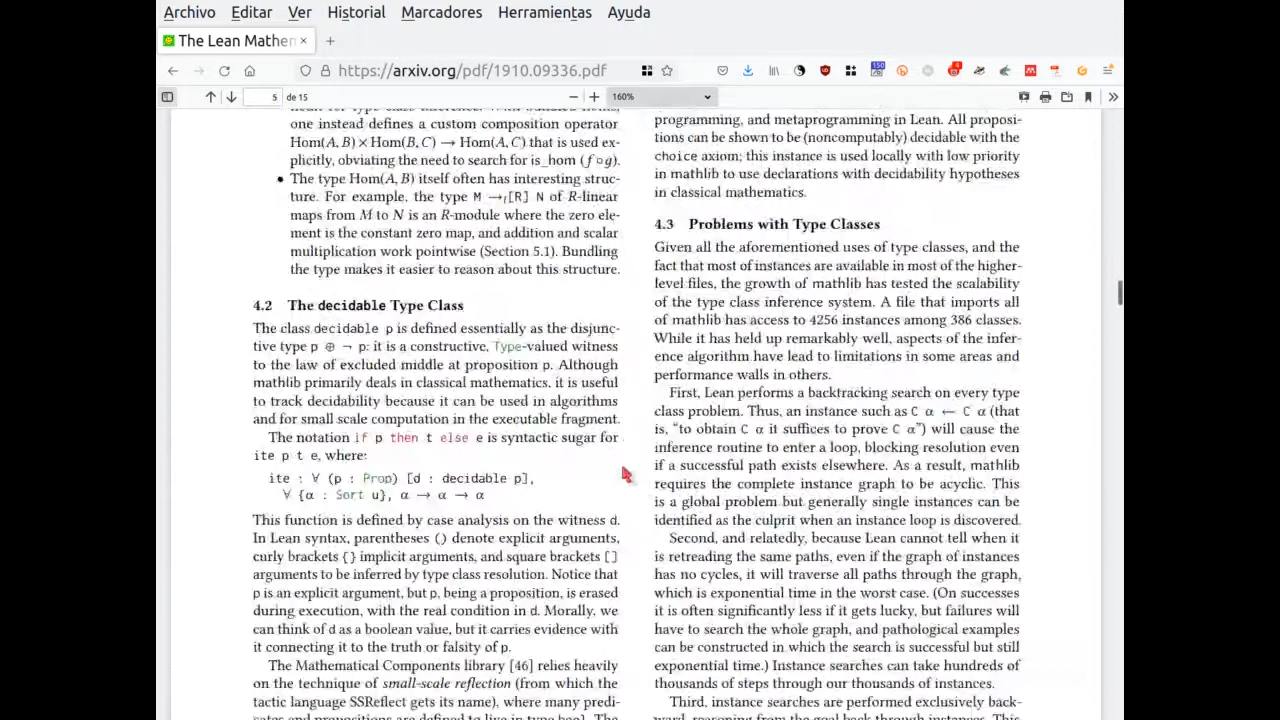 Archivo Editar Ver Historial Marcadores Herramientas Ayuda
The Lean Mathe
https://arxiv.org/pdf/1910.09336.pdf
150
4
5 de 15
160%
one instead defines a custom composition operator
Hom(A, B) × Hom(B, C) → Hom(A, C) that is used ex-
plicitly, obviating the need to search for is_hom (f ∘ g).
• The type Hom(A, B) itself often has interesting struc-
ture. For example, the type M →ₗ[R] N of R-linear
maps from M to N is an R-module where the zero ele-
ment is the constant zero map, and addition and scalar
multiplication work pointwise (Section 5.1). Bundling
the type makes it easier to reason about this structure.
4.2 The decidable Type Class
The class decidable p is defined essentially as the disjunc-
tive type p ⊕ ¬ p: it is a constructive, Type-valued witness
to the law of excluded middle at proposition p. Although
mathlib primarily deals in classical mathematics, it is useful
to track decidability because it can be used in algorithms
and for small scale computation in the executable fragment.
The notation if p then t else e is syntactic sugar for
ite p t e, where:
ite : ∀ (p : Prop) [d : decidable p],
∀ {α : Sort u}, α → α → α
This function is defined by case analysis on the witness d.
In Lean syntax, parentheses () denote explicit arguments,
curly brackets {} implicit arguments, and square brackets []
arguments to be inferred by type class resolution. Notice that
p is an explicit argument, but p, being a proposition, is erased
during execution, with the real condition in d. Morally, we
can think of d as a boolean value, but it carries evidence with
it connecting it to the truth or falsity of p.
The Mathematical Components library [46] relies heavily
on the technique of small-scale reflection (from which the
tactic language SSReflect gets its name), where many predi-
programming, and metaprogramming in Lean. All proposi-
tions can be shown to be (noncomputably) decidable with the
choice axiom; this instance is used locally with low priority
in mathlib to use declarations with decidability hypotheses
in classical mathematics.
4.3 Problems with Type Classes
Given all the aforementioned uses of type classes, and the
fact that most of instances are available in most of the higher-
level files, the growth of mathlib has tested the scalability
of the type class inference system. A file that imports all
of mathlib has access to 4256 instances among 386 classes.
While it has held up remarkably well, aspects of the infer-
ence algorithm have lead to limitations in some areas and
performance walls in others.
First, Lean performs a backtracking search on every type
class problem. Thus, an instance such as C α ← C α (that
is, “to obtain C α it suffices to prove C α”) will cause the
inference routine to enter a loop, blocking resolution even
if a successful path exists elsewhere. As a result, mathlib
requires the complete instance graph to be acyclic. This
is a global problem but generally single instances can be
identified as the culprit when an instance loop is discovered.
Second, and relatedly, because Lean cannot tell when it
is retreading the same paths, even if the graph of instances
has no cycles, it will traverse all paths through the graph,
which is exponential time in the worst case. (On successes
it is often significantly less if it gets lucky, but failures will
have to search the whole graph, and pathological examples
can be constructed in which the search is successful but still
exponential time.) Instance searches can take hundreds of
thousands of steps through our thousands of instances.
Third, instance searches are performed exclusively back-